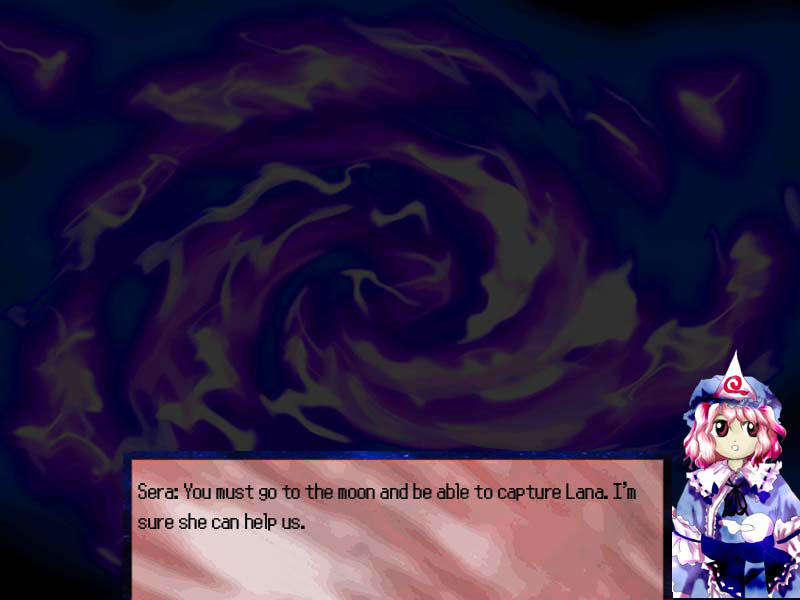 Sera: You must go to the moon and be able to capture Lana. I'm
sure she can help us.